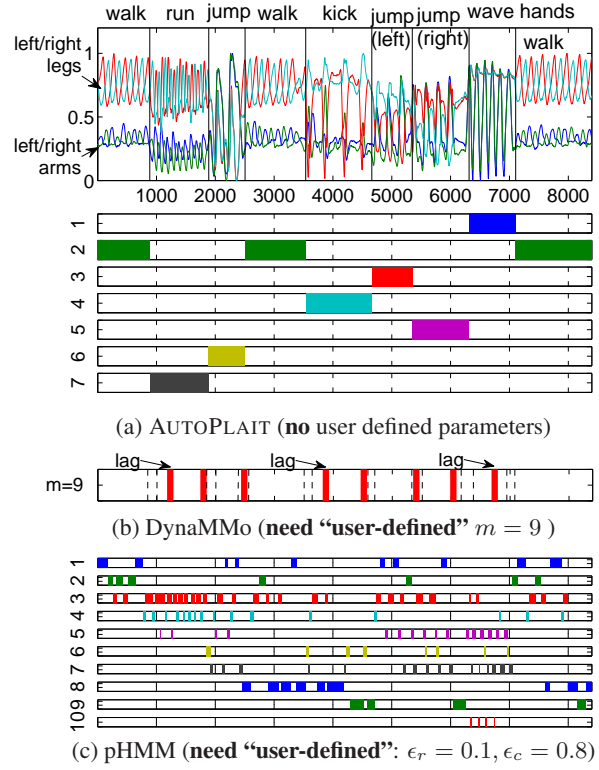 walk run jump walk kick jump (left) jump (right) wave hands
walk
left/right legs
left/right arms
1
0.5
0
1000 2000 3000 4000 5000 6000 7000 8000
1
2
3
4
5
6
7
(a) AUTOPLAIT (no user defined parameters)
lag lag lag
m=9
(b) DynaMMo (need “user-defined” m = 9 )
1
2
3
4
5
6
7
8
9
10
(c) pHMM (need “user-defined”: ϵr = 0.1, ϵc = 0.8)